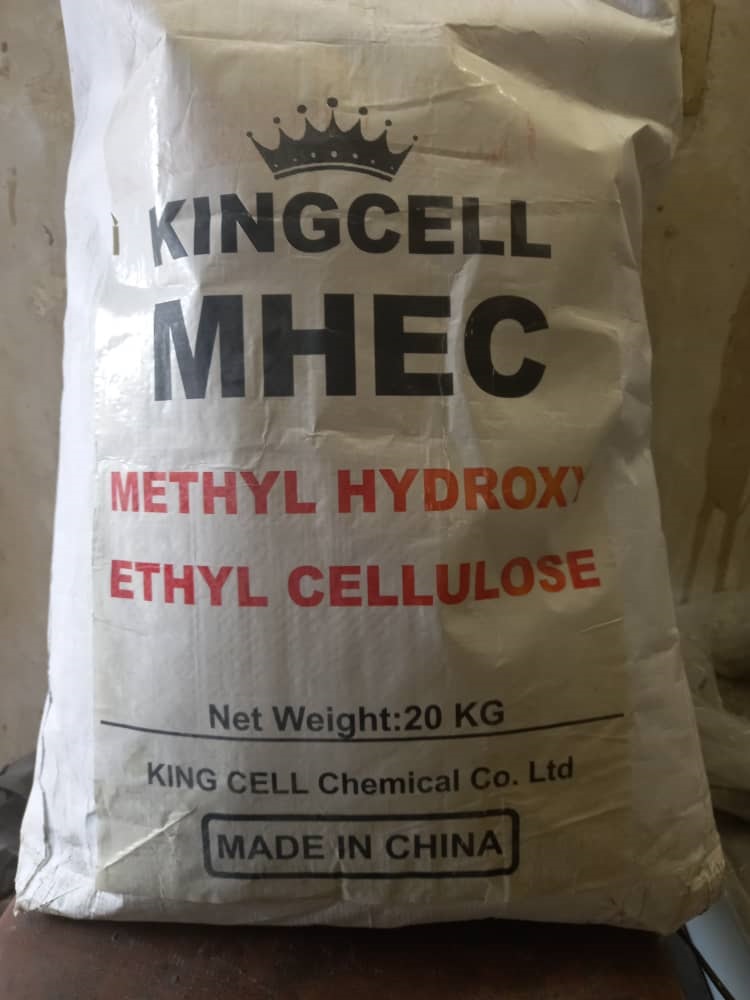 KINGCELL
MHEC
METHYL HYDROXY
ETHYL CELLULOSE
Net Weight:20 KG
KING CELL Chemical Co. Ltd
MADE IN CHINA